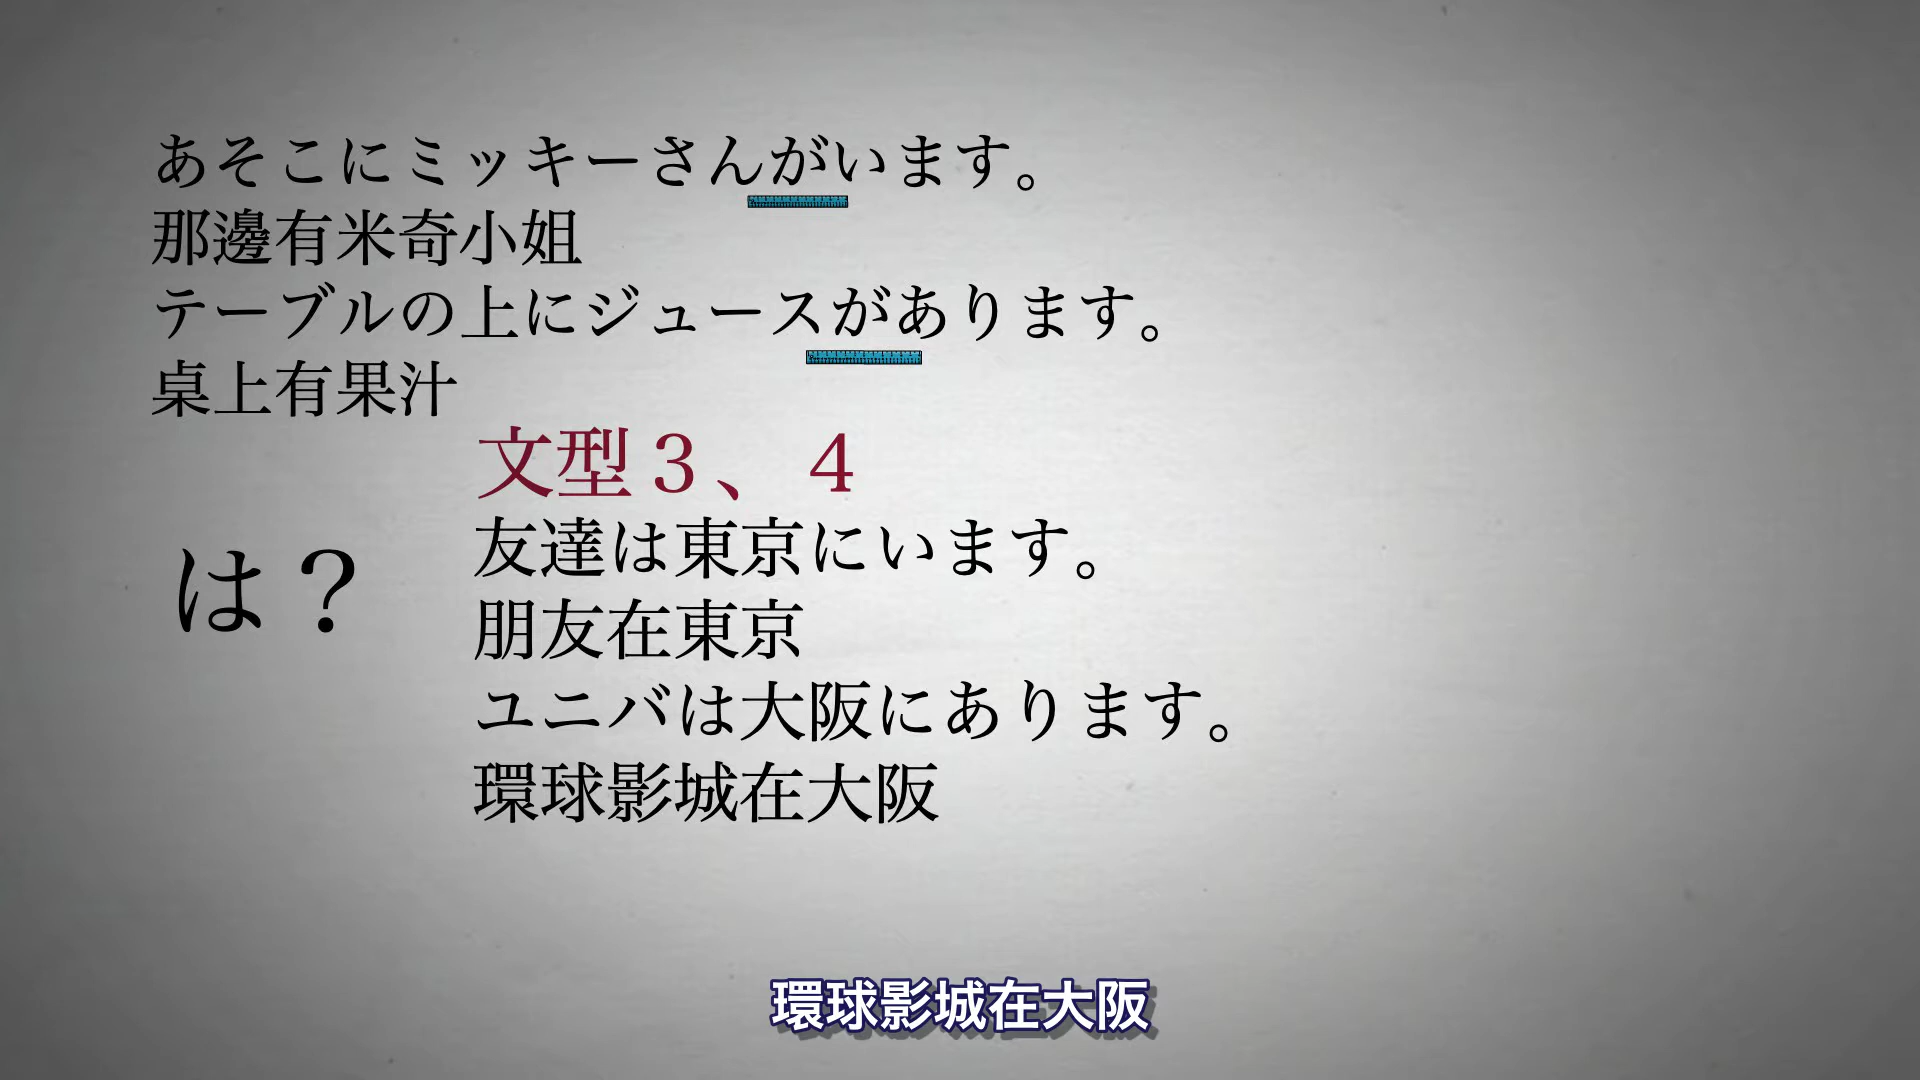 あそこにミッキーさんがいます。
那邊有米奇小姐
テーブルの上にジュースがあります。
桌上有果汁
文型３、４
は？
友達は東京にいます。
朋友在東京
ユニバは大阪にあります。
環球影城在大阪
環球影城在大阪